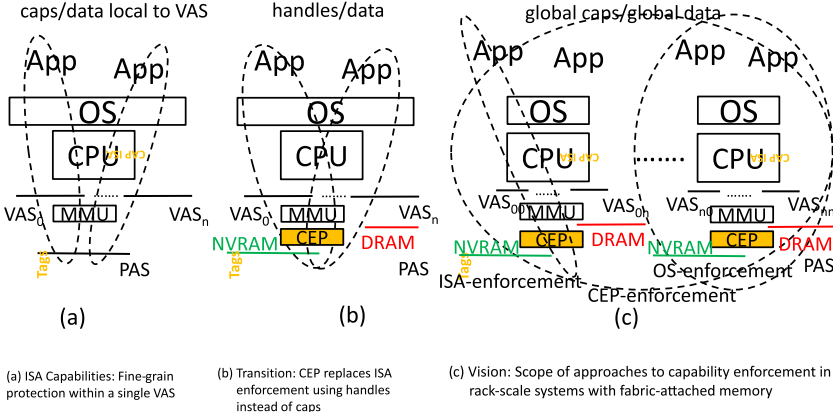 caps/data local to VAS
handles/data
global caps/global data
App
App
OS
CPU
CAP ISA
VAS0
VASn
MMU
Tags
PAS
(a)
App
App
OS
CPU
VAS0
VASn
MMU
CEP
NVRAM
DRAM
Tags
PAS
(b)
App
App
App
App
OS
OS
CPU
CAP ISA
.......
CPU
CAP ISA
VAS00
VAS0n
VASn0
VASnn
MMU
MMU
CEP
CEP
NVRAM
DRAM
NVRAM
DRAM
Tags
PAS
OS-enforcement
ISA-enforcement
CEP-enforcement
(c)
(a) ISA Capabilities: Fine-grain
protection within a single VAS
(b) Transition: CEP replaces ISA
enforcement using handles
instead of caps
(c) Vision: Scope of approaches to capability enforcement in
rack-scale systems with fabric-attached memory